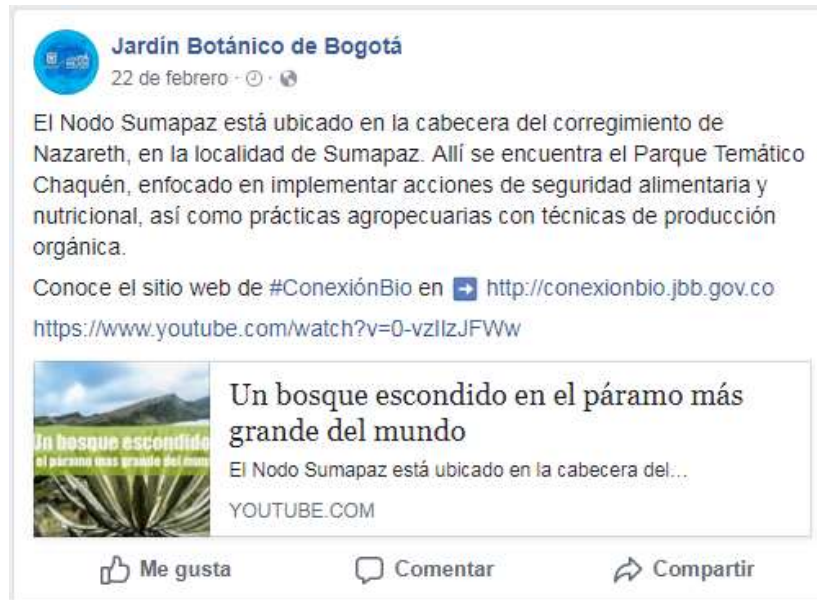 Jardín Botánico de Bogotá
22 de febrero
El Nodo Sumapaz está ubicado en la cabecera del corregimiento de
Nazareth, en la localidad de Sumapaz. Allí se encuentra el Parque Temático
Chaquén, enfocado en implementar acciones de seguridad alimentaria y
nutricional, así como prácticas agropecuarias con técnicas de producción
orgánica.
Conoce el sitio web de #ConexiónBio en ➡ http://conexionbio.jbb.gov.co
https://www.youtube.com/watch?v=0-vzIlzJFWw
Un bosque escondido
el páramo mas grande del mun
Un bosque escondido en el páramo más
grande del mundo
El Nodo Sumapaz está ubicado en la cabecera del...
YOUTUBE.COM
Me gusta
Comentar
Compartir